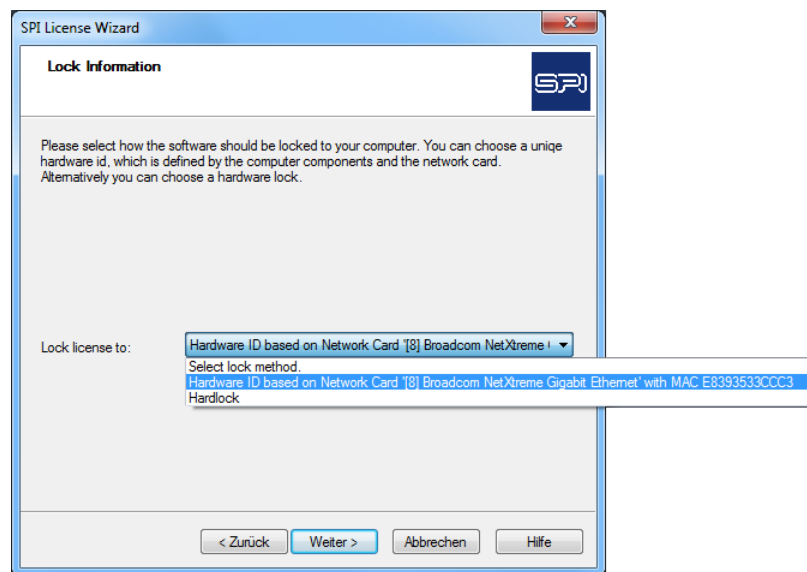 SPI License Wizard
Lock Information
SPI
Please select how the software should be locked to your computer. You can choose a uniqe
hardware id, which is defined by the computer components and the network card.
Alternatively you can choose a hardware lock.
Lock license to:
Hardware ID based on Network Card '[8] Broadcom NetXtreme
Select lock method.
Hardware ID based on Network Card '[8] Broadcom NetXtreme Gigabit Ethernet' with MAC E8393533CCC3
Hardlock
< Zurück
Weiter >
Abbrechen
Hilfe